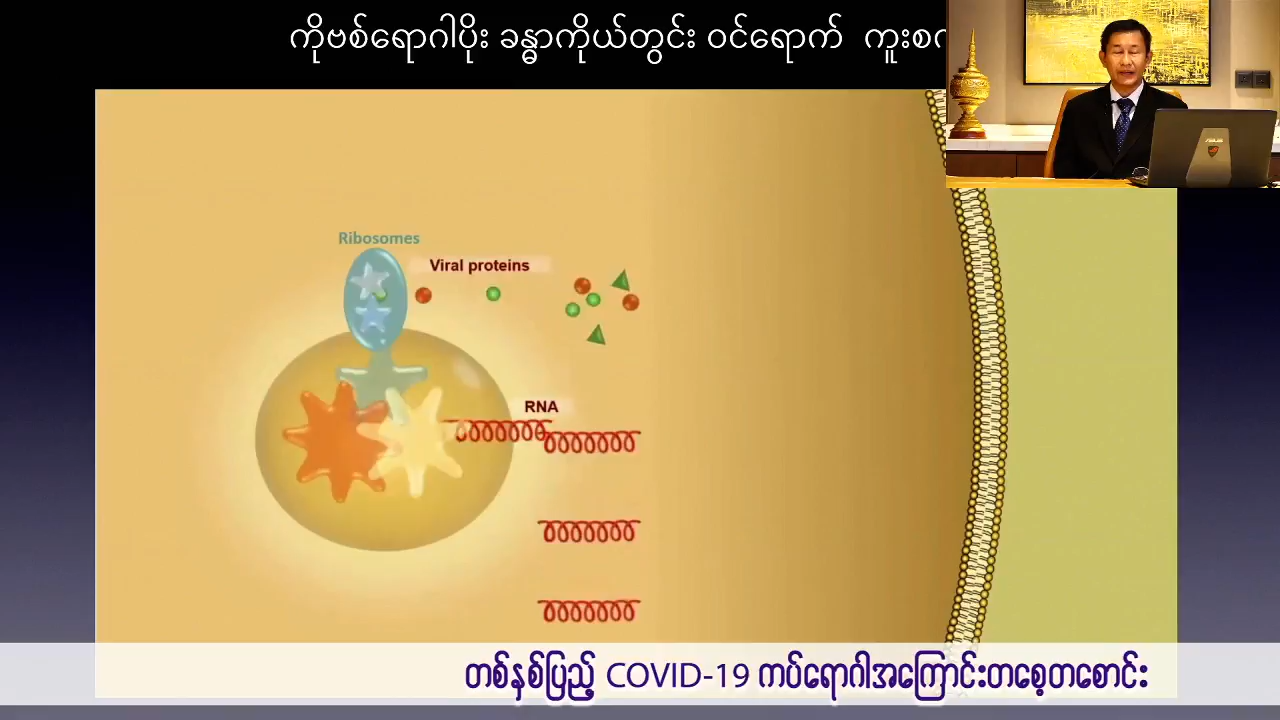 ကိုဗစ်ရောဂါပိုး ခန္ဓာကိုယ်တွင်း ဝင်ရောက်
Ribosomes
Viral proteins
RNA
တစ်နှစ်ပြည့် COVID-19 ကပ်ရောဂါအကြောင်းတစေ့တစောင်း